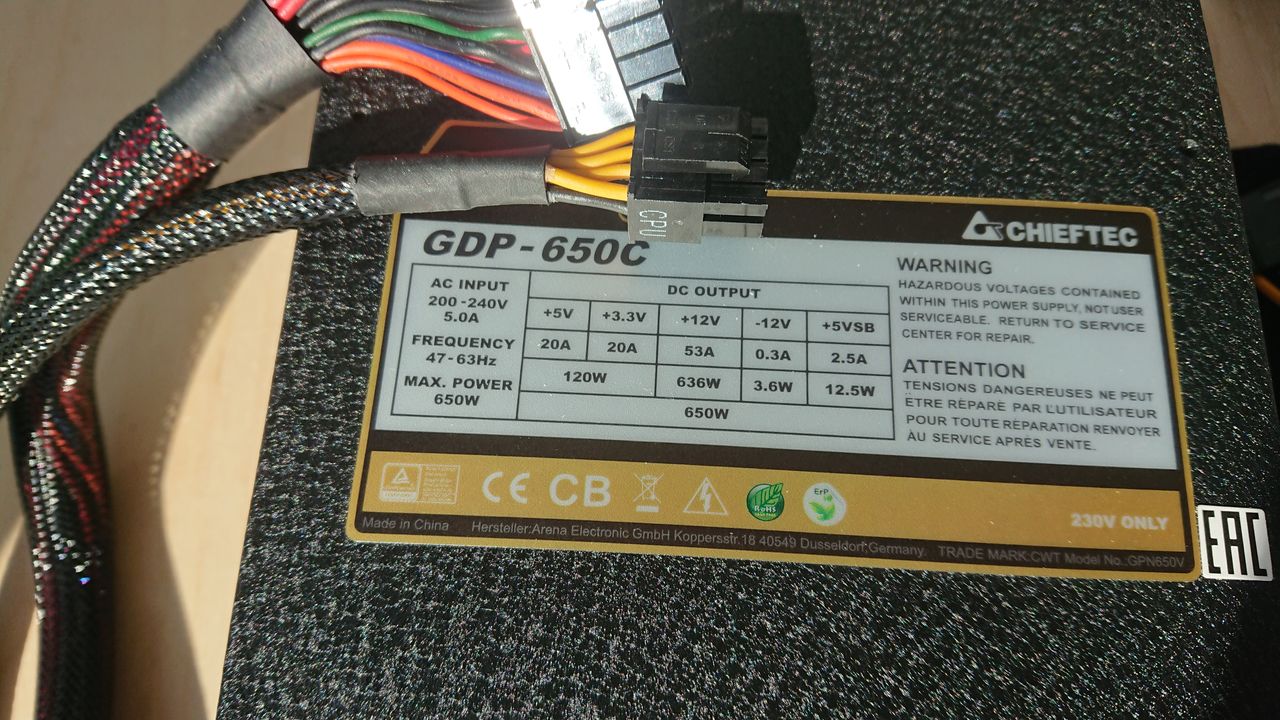 CPU
CHIEFTEC
GDP-650C
AC INPUT
200-240V
5.0A
FREQUENCY
47-63Hz
MAX. POWER
650W
DC OUTPUT
+5V +3.3V +12V -12V +5VSB
20A 20A 53A 0.3A 2.5A
120W 636W 3.6W 12.5W
650W
WARNING
HAZARDOUS VOLTAGES CONTAINED
WITHIN THIS POWER SUPPLY, NOT USER
SERVICEABLE. RETURN TO SERVICE
CENTER FOR REPAIR.
ATTENTION
TENSIONS DANGEREUSES NE PEUT
ÊTRE RÉPARÉ PAR L'UTILISATEUR
POUR TOUTE RÉPARATION RENVOYER
ÀU SERVICE APRÈS VENTE.
CE CB RoHS ErP
230V ONLY
Made in China Hersteller:Arena Electronic GmbH Koppersstr.18 40549 Dusseldorf,Germany. TRADE MARK:CWT Model No.:GPN650V
EAC